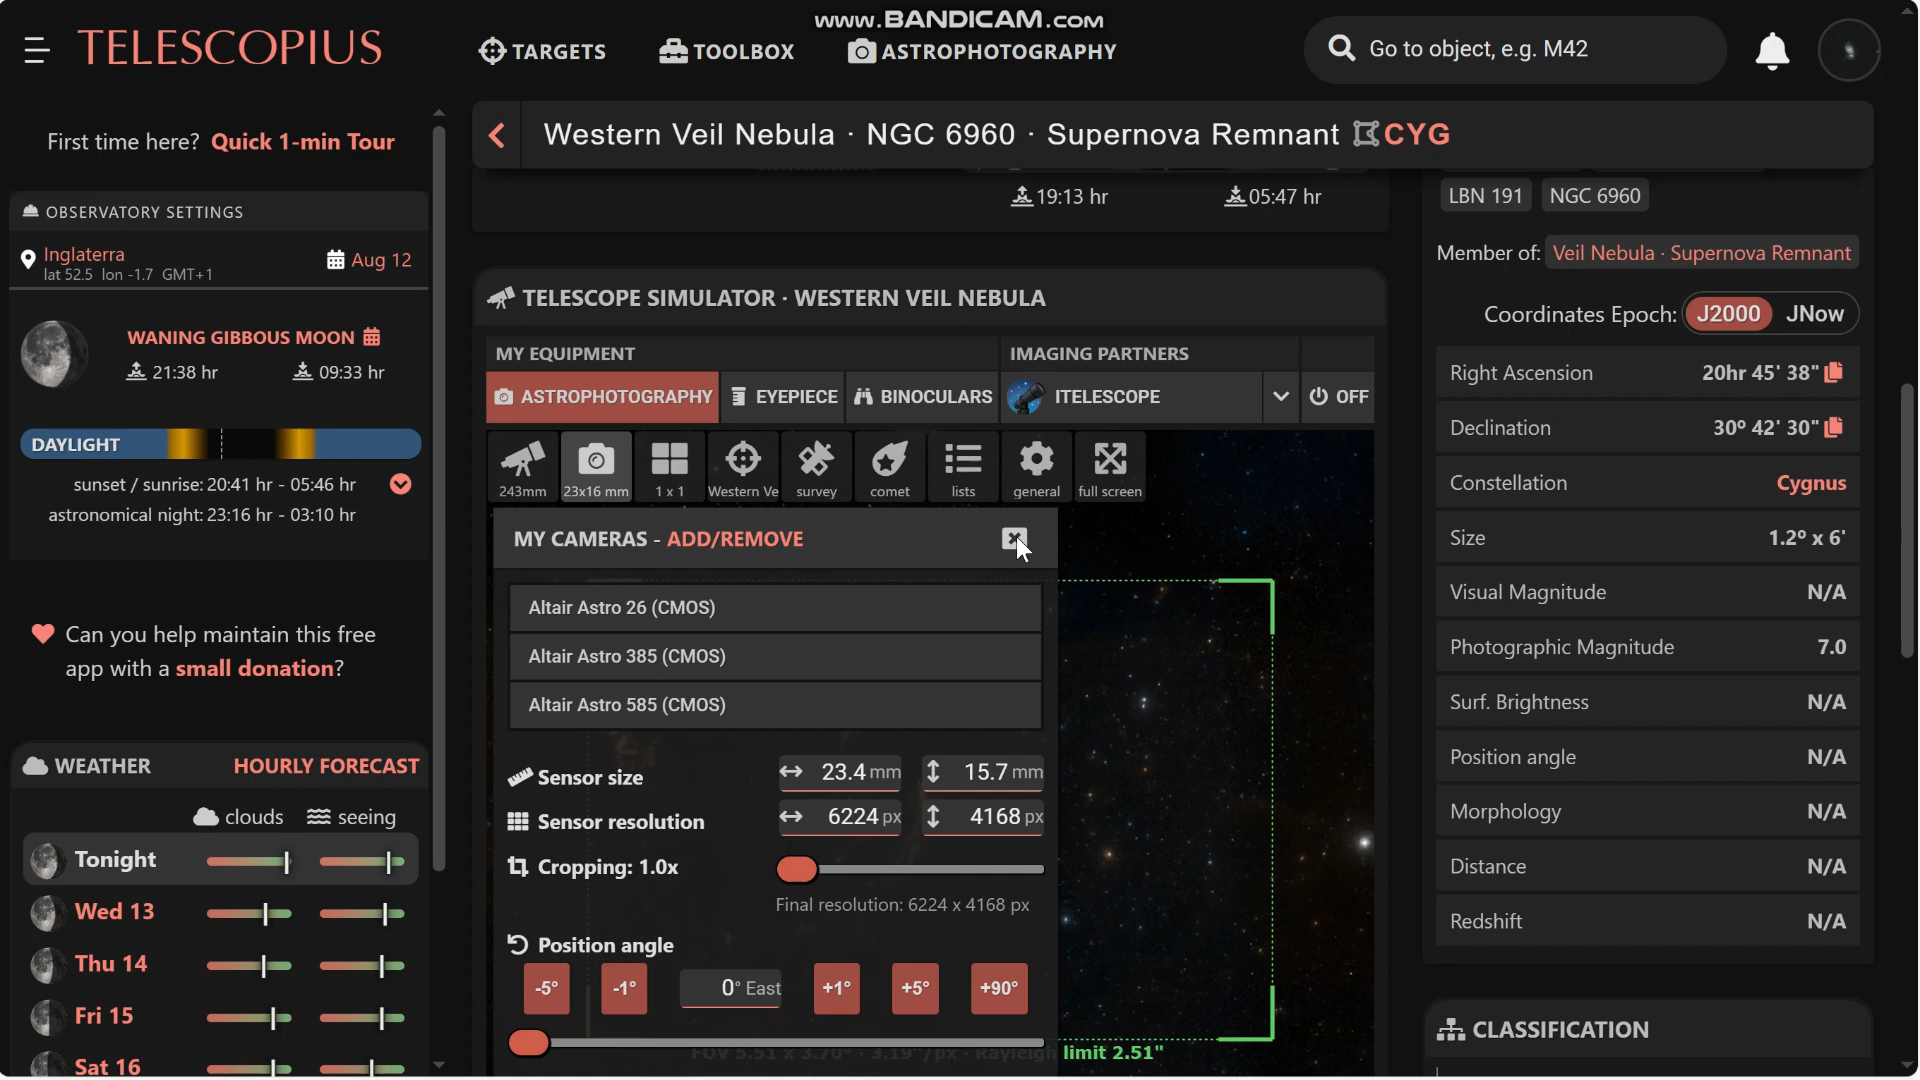 www.BANDICAM.com
TELESCOPIUS
TARGETS
TOOLBOX
ASTROPHOTOGRAPHY
Go to object, e.g. M42
First time here? Quick 1-min Tour
OBSERVATORY SETTINGS
Inglaterra
lat 52.5 lon -1.7 GMT+1
Aug 12
WANING GIBBOUS MOON
21:38 hr
09:33 hr
DAYLIGHT
sunset / sunrise: 20:41 hr - 05:46 hr
astronomical night: 23:16 hr - 03:10 hr
Can you help maintain this free
app with a small donation?
WEATHER
HOURLY FORECAST
clouds
seeing
Tonight
Wed 13
Thu 14
Fri 15
Sat 16
Western Veil Nebula · NGC 6960 · Supernova Remnant CYG
19:13 hr
05:47 hr
TELESCOPE SIMULATOR · WESTERN VEIL NEBULA
MY EQUIPMENT
IMAGING PARTNERS
ASTROPHOTOGRAPHY
EYEPIECE
BINOCULARS
ITELESCOPE
OFF
243mm
23x16 mm
1 x 1
Western Ve
survey
comet
lists
general
full screen
MY CAMERAS - ADD/REMOVE
Altair Astro 26 (CMOS)
Altair Astro 385 (CMOS)
Altair Astro 585 (CMOS)
Sensor size
23.4 mm
15.7 mm
Sensor resolution
6224 px
4168 px
Cropping: 1.0x
Final resolution: 6224 x 4168 px
Position angle
-5°
-1°
0° East
+1°
+5°
+90°
FOV 5.51 x 3.70° · 3.19"/px · Rayleigh limit 2.51"
LBN 191
NGC 6960
Member of: Veil Nebula · Supernova Remnant
Coordinates Epoch: J2000 JNow
Right Ascension 20hr 45' 38"
Declination 30º 42' 30"
Constellation Cygnus
Size 1.2º x 6'
Visual Magnitude N/A
Photographic Magnitude 7.0
Surf. Brightness N/A
Position angle N/A
Morphology N/A
Distance N/A
Redshift N/A
CLASSIFICATION